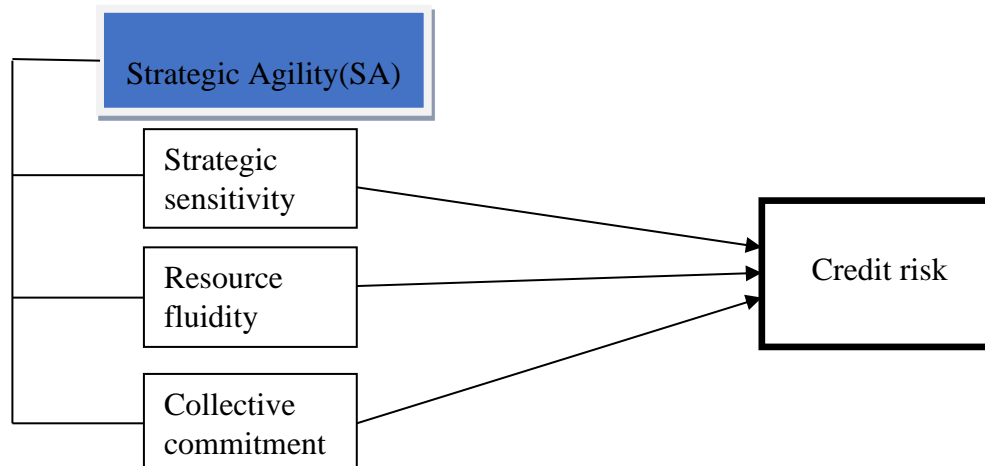 Strategic Agility(SA)
Strategic
sensitivity
Resource
fluidity
Credit risk
Collective
commitment